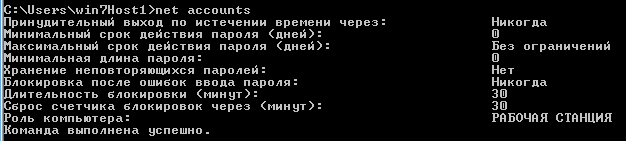 C:\Users\win7Host1>net accounts
Принудительный выход по истечении времени через: Никогда
Минимальный срок действия пароля (дней): 0
Максимальный срок действия пароля (дней): Без ограничений
Минимальная длина пароля: 0
Хранение неповторяющихся паролей: Нет
Блокировка после ошибок ввода пароля: Никогда
Длительность блокировки (минут): 30
Сброс счетчика блокировок через (минут): 30
Роль компьютера: РАБОЧАЯ СТАНЦИЯ
Команда выполнена успешно.